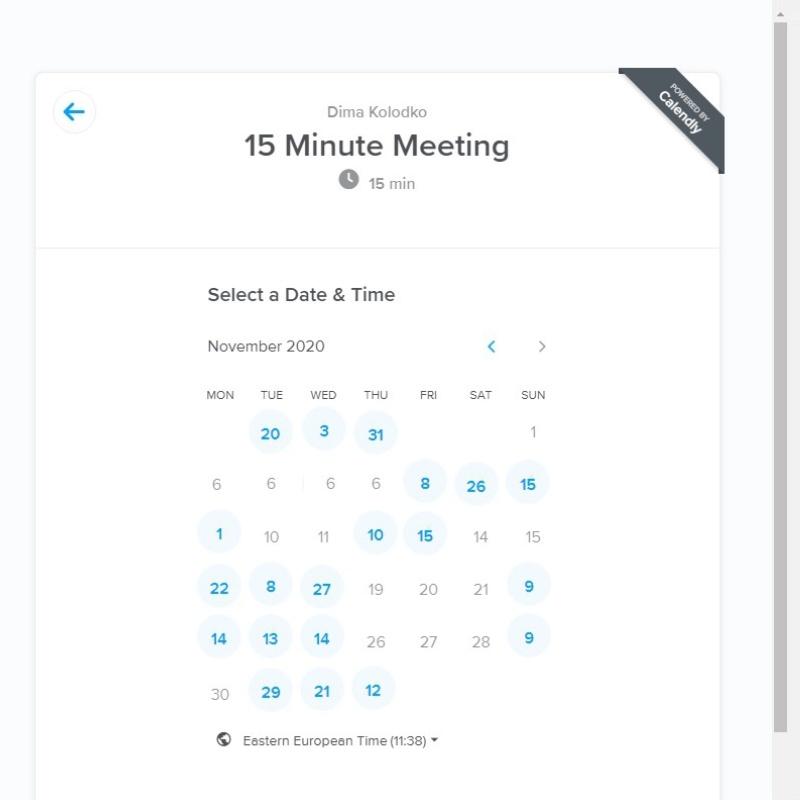 POWERED BY
Calendly
Dima Kolodko
15 Minute Meeting
15 min
Select a Date & Time
November 2020
MON TUE WED THU FRI SAT SUN
20 3 31 1
6 6 6 6 8 26 15
1 10 11 10 15 14 15
22 8 27 19 20 21 9
14 13 14 26 27 28 9
30 29 21 12
Eastern European Time (11:38)